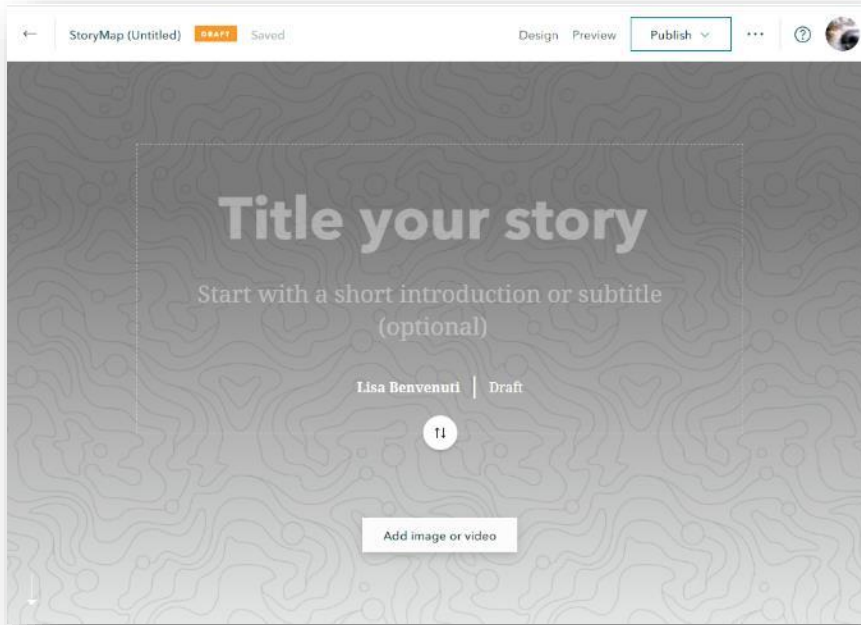 StoryMap (Untitled) DRAFT Saved Design Preview Publish
Title your story
Start with a short introduction or subtitle
(optional)
Lisa Benvenuti | Draft
Add image or video